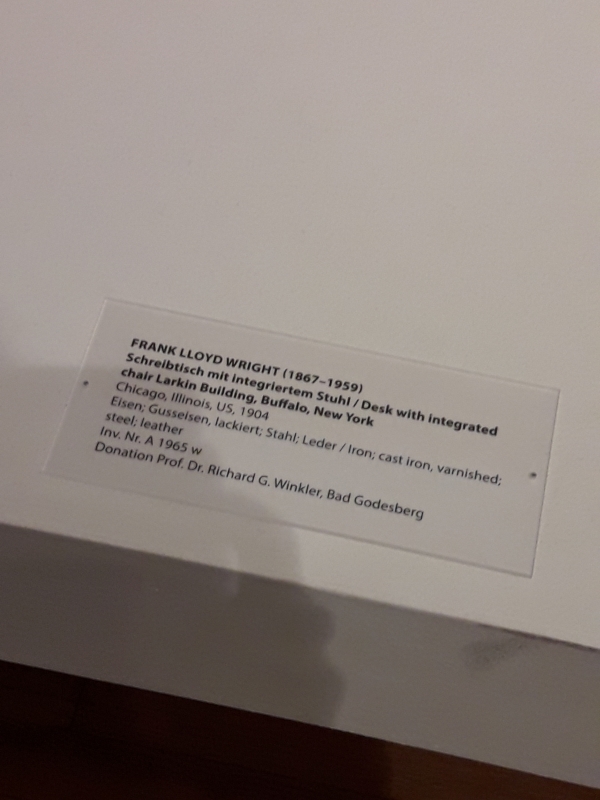 FRANK LLOYD WRIGHT (1867–1959)
Schreibtisch mit integriertem Stuhl / Desk with integrated
chair Larkin Building, Buffalo, New York
Chicago, Illinois, US, 1904
Eisen; Gusseisen, lackiert; Stahl; Leder / Iron; cast iron, varnished;
steel; leather
Inv. Nr. A 1965 w
Donation Prof. Dr. Richard G. Winkler, Bad Godesberg